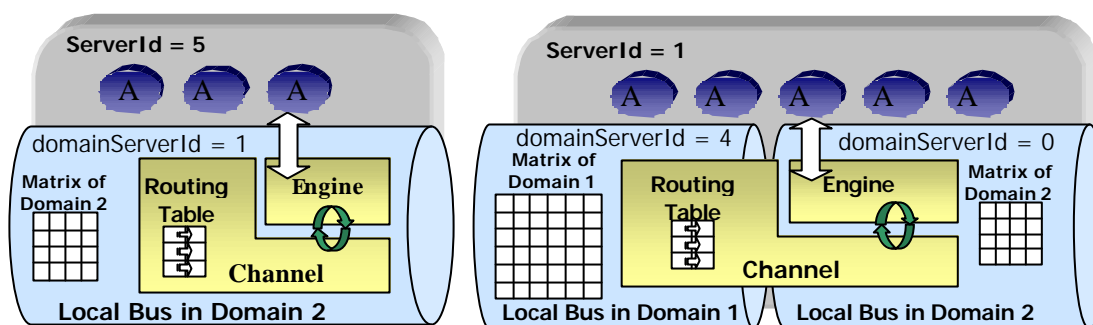 ServerId = 5
A A A
domainServerId = 1
Matrix of
Domain 2
Routing
Table
Engine
Channel
Local Bus in Domain 2
ServerId = 1
A A A A A
domainServerId = 4
Matrix of
Domain 1
Routing
Table
domainServerId = 0
Engine
Matrix of
Domain 2
Channel
Local Bus in Domain 1
Local Bus in Domain 2